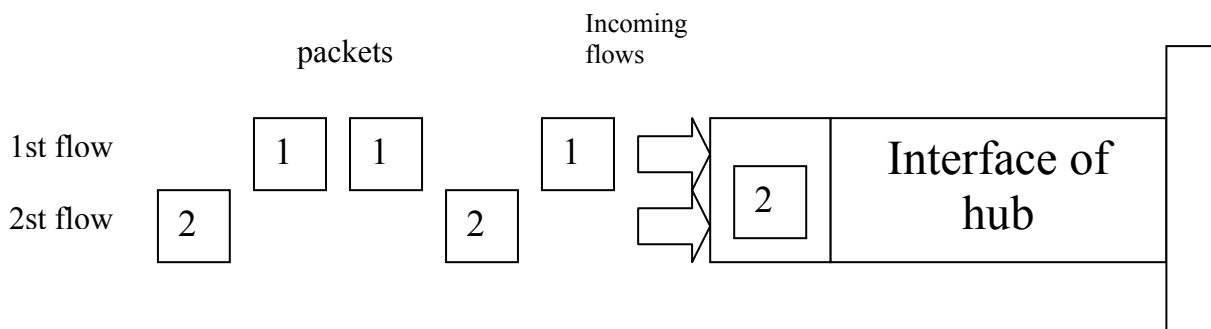 Incoming
flows
packets
1st flow
1 1 1
2st flow
2 2 2
Interface of
hub